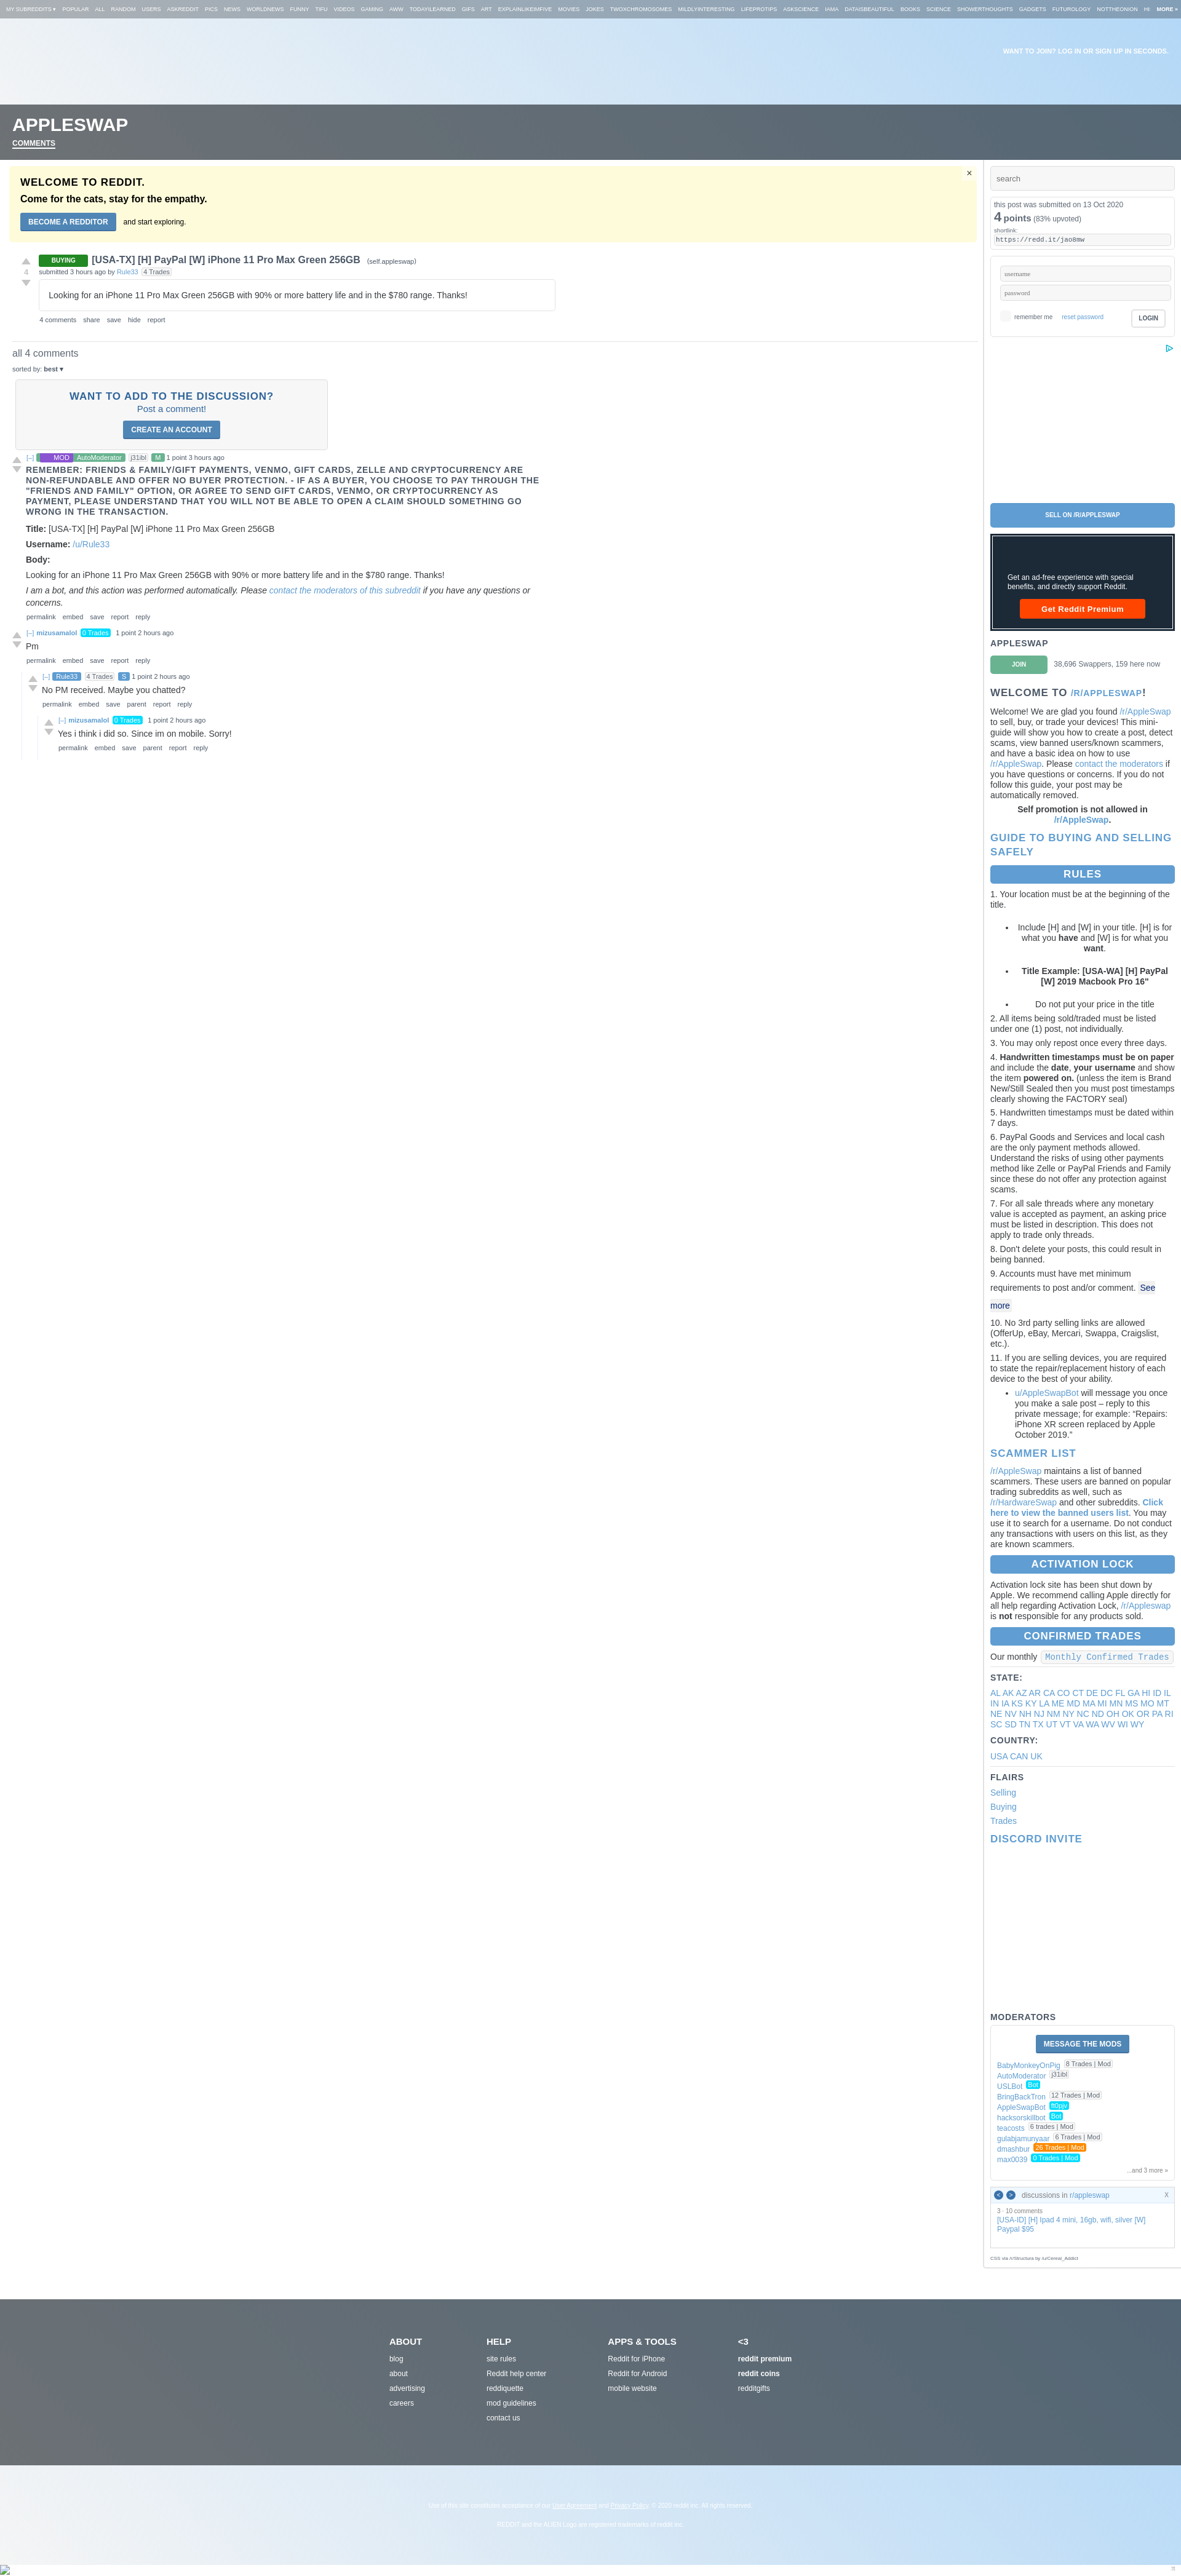 MY SUBREDDITS ▾ POPULAR ALL RANDOM USERS ASKREDDIT PICS NEWS WORLDNEWS FUNNY TIFU VIDEOS GAMING AWW TODAYILEARNED GIFS ART EXPLAINLIKEIMFIVE MOVIES JOKES TWOXCHROMOSOMES MILDLYINTERESTING LIFEPROTIPS ASKSCIENCE IAMA DATAISBEAUTIFUL BOOKS SCIENCE SHOWERTHOUGHTS GADGETS FUTUROLOGY NOTTHEONION HI MORE »
WANT TO JOIN? LOG IN OR SIGN UP IN SECONDS.
APPLESWAP
COMMENTS
×
WELCOME TO REDDIT.
Come for the cats, stay for the empathy.
BECOME A REDDITOR and start exploring.
4
BUYING [USA-TX] [H] PayPal [W] iPhone 11 Pro Max Green 256GB (self.appleswap)
submitted 3 hours ago by Rule33 4 Trades
Looking for an iPhone 11 Pro Max Green 256GB with 90% or more battery life and in the $780 range. Thanks!
4 comments share save hide report
all 4 comments
sorted by: best ▾
WANT TO ADD TO THE DISCUSSION?
Post a comment!
CREATE AN ACCOUNT
[–] MOD AutoModerator j31ibl M 1 point 3 hours ago
REMEMBER: FRIENDS & FAMILY/GIFT PAYMENTS, VENMO, GIFT CARDS, ZELLE AND CRYPTOCURRENCY ARE
NON-REFUNDABLE AND OFFER NO BUYER PROTECTION. - IF AS A BUYER, YOU CHOOSE TO PAY THROUGH THE
"FRIENDS AND FAMILY" OPTION, OR AGREE TO SEND GIFT CARDS, VENMO, OR CRYPTOCURRENCY AS
PAYMENT, PLEASE UNDERSTAND THAT YOU WILL NOT BE ABLE TO OPEN A CLAIM SHOULD SOMETHING GO
WRONG IN THE TRANSACTION.
Title: [USA-TX] [H] PayPal [W] iPhone 11 Pro Max Green 256GB
Username: /u/Rule33
Body:
Looking for an iPhone 11 Pro Max Green 256GB with 90% or more battery life and in the $780 range. Thanks!
I am a bot, and this action was performed automatically. Please contact the moderators of this subreddit if you have any questions or
concerns.
permalink embed save report reply
[–] mizusamalol 0 Trades 1 point 2 hours ago
Pm
permalink embed save report reply
[–] Rule33 4 Trades S 1 point 2 hours ago
No PM received. Maybe you chatted?
permalink embed save parent report reply
[–] mizusamalol 0 Trades 1 point 2 hours ago
Yes i think i did so. Since im on mobile. Sorry!
permalink embed save parent report reply
search
this post was submitted on 13 Oct 2020
4 points (83% upvoted)
shortlink:
https://redd.it/jao8mw
username
password
remember me reset password LOGIN
SELL ON /R/APPLESWAP
Get an ad-free experience with special
benefits, and directly support Reddit.
Get Reddit Premium
APPLESWAP
JOIN 38,696 Swappers, 159 here now
WELCOME TO /R/APPLESWAP!
Welcome! We are glad you found /r/AppleSwap
to sell, buy, or trade your devices! This mini-
guide will show you how to create a post, detect
scams, view banned users/known scammers,
and have a basic idea on how to use
/r/AppleSwap. Please contact the moderators if
you have questions or concerns. If you do not
follow this guide, your post may be
automatically removed.
Self promotion is not allowed in
/r/AppleSwap.
GUIDE TO BUYING AND SELLING
SAFELY
RULES
1. Your location must be at the beginning of the
title.
• Include [H] and [W] in your title. [H] is for
what you have and [W] is for what you
want.
• Title Example: [USA-WA] [H] PayPal
[W] 2019 Macbook Pro 16"
• Do not put your price in the title
2. All items being sold/traded must be listed
under one (1) post, not individually.
3. You may only repost once every three days.
4. Handwritten timestamps must be on paper
and include the date, your username and show
the item powered on. (unless the item is Brand
New/Still Sealed then you must post timestamps
clearly showing the FACTORY seal)
5. Handwritten timestamps must be dated within
7 days.
6. PayPal Goods and Services and local cash
are the only payment methods allowed.
Understand the risks of using other payments
method like Zelle or PayPal Friends and Family
since these do not offer any protection against
scams.
7. For all sale threads where any monetary
value is accepted as payment, an asking price
must be listed in description. This does not
apply to trade only threads.
8. Don't delete your posts, this could result in
being banned.
9. Accounts must have met minimum
requirements to post and/or comment. See
more
10. No 3rd party selling links are allowed
(OfferUp, eBay, Mercari, Swappa, Craigslist,
etc.).
11. If you are selling devices, you are required
to state the repair/replacement history of each
device to the best of your ability.
• u/AppleSwapBot will message you once
you make a sale post – reply to this
private message; for example: “Repairs:
iPhone XR screen replaced by Apple
October 2019.”
SCAMMER LIST
/r/AppleSwap maintains a list of banned
scammers. These users are banned on popular
trading subreddits as well, such as
/r/HardwareSwap and other subreddits. Click
here to view the banned users list. You may
use it to search for a username. Do not conduct
any transactions with users on this list, as they
are known scammers.
ACTIVATION LOCK
Activation lock site has been shut down by
Apple. We recommend calling Apple directly for
all help regarding Activation Lock, /r/Appleswap
is not responsible for any products sold.
CONFIRMED TRADES
Our monthly Monthly Confirmed Trades
STATE:
AL AK AZ AR CA CO CT DE DC FL GA HI ID IL
IN IA KS KY LA ME MD MA MI MN MS MO MT
NE NV NH NJ NM NY NC ND OH OK OR PA RI
SC SD TN TX UT VT VA WA WV WI WY
COUNTRY:
USA CAN UK
FLAIRS
Selling
Buying
Trades
DISCORD INVITE
MODERATORS
MESSAGE THE MODS
BabyMonkeyOnPig 8 Trades | Mod
AutoModerator j31ibl
USLBot Bot
BringBackTron 12 Trades | Mod
AppleSwapBot ft0pjv
hacksorskillbot Bot
teacosts 6 trades | Mod
gulabjamunyaar 6 Trades | Mod
dmashbur 26 Trades | Mod
max0039 0 Trades | Mod
...and 3 more »
< > discussions in r/appleswap X
3 · 10 comments
[USA-ID] [H] Ipad 4 mini, 16gb, wifi, silver [W]
Paypal $95
CSS via /r/Structura by /u/Cereal_Addict
ABOUT
blog
about
advertising
careers
HELP
site rules
Reddit help center
reddiquette
mod guidelines
contact us
APPS & TOOLS
Reddit for iPhone
Reddit for Android
mobile website
<3
reddit premium
reddit coins
redditgifts
Use of this site constitutes acceptance of our User Agreement and Privacy Policy. © 2020 reddit inc. All rights reserved.
REDDIT and the ALIEN Logo are registered trademarks of reddit inc.
π